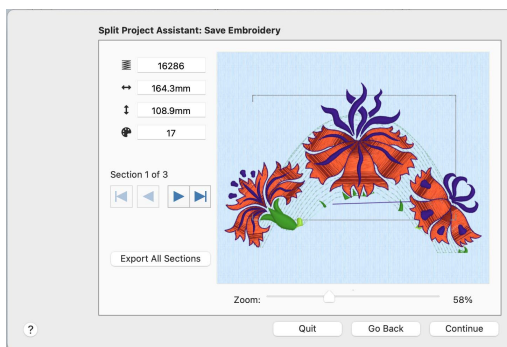 Split Project Assistant: Save Embroidery
16286
164.3mm
108.9mm
17
Section 1 of 3
Export All Sections
Zoom:
58%
?
Quit
Go Back
Continue